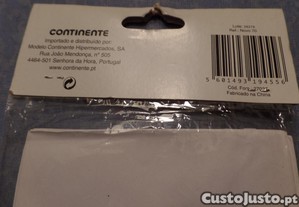 CONTINENTE
Importado e distribuído por:
Modelo Continente Hipermercados, SA
Rua João Mendonça, nº 505
4464-501 Senhora da Hora, Portugal
www.continente.pt
5601493194556
Fabricado na China
CustoJusto.pt